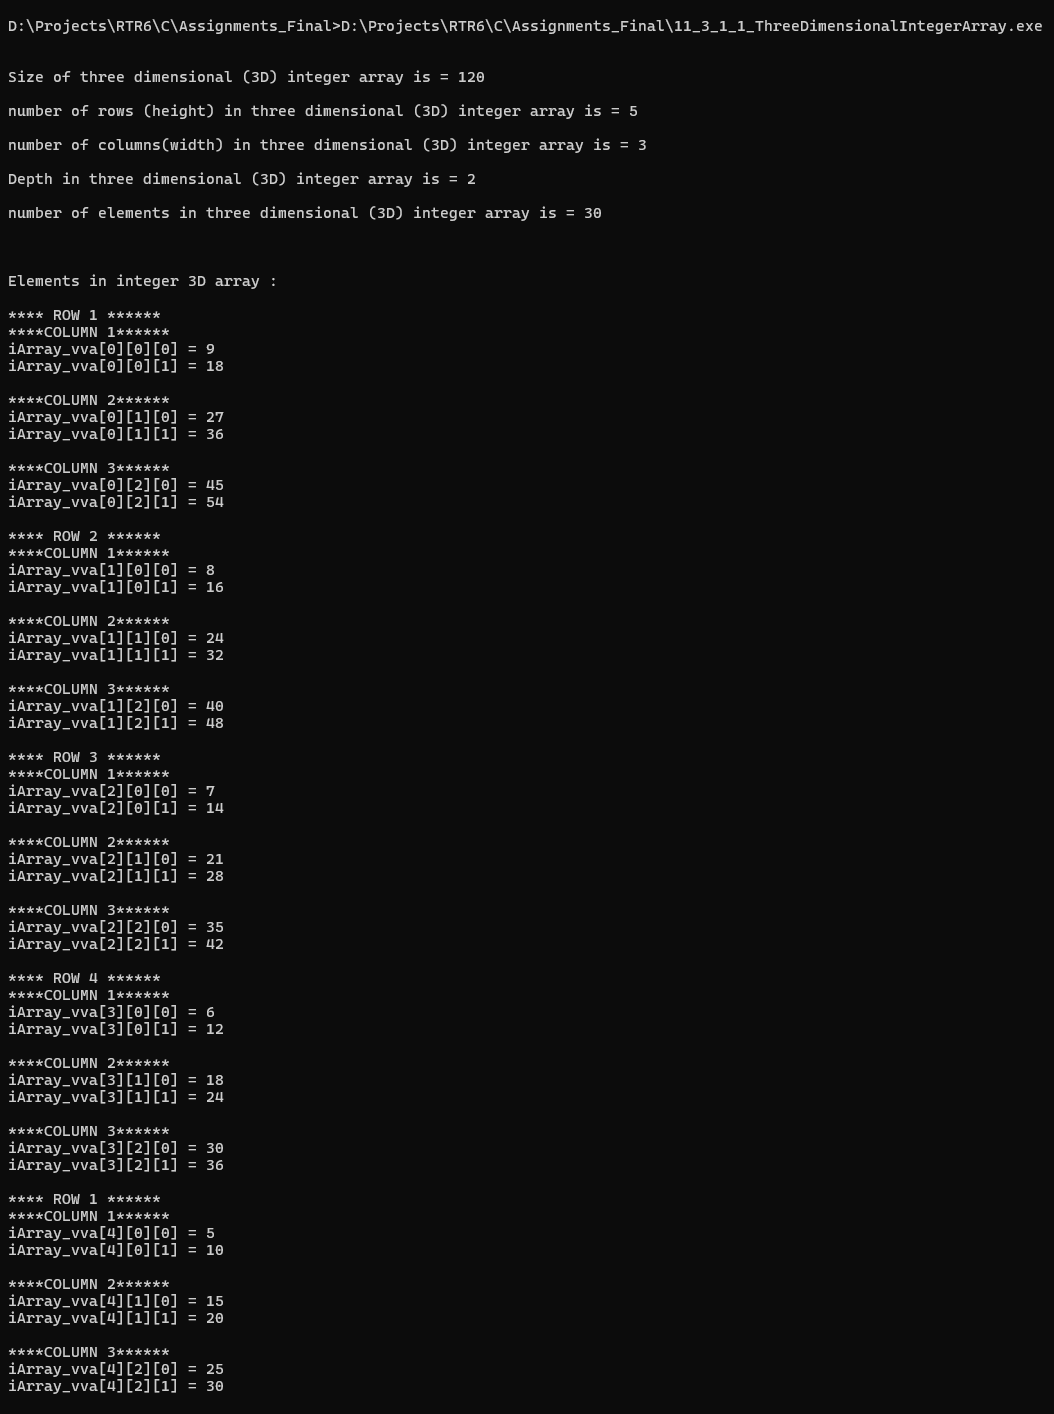 D:\Projects\RTR6\C\Assignments_Final>D:\Projects\RTR6\C\Assignments_Final\11_3_1_1_ThreeDimensionalIntegerArray.exe
Size of three dimensional (3D) integer array is = 120
number of rows (height) in three dimensional (3D) integer array is = 5
number of columns(width) in three dimensional (3D) integer array is = 3
Depth in three dimensional (3D) integer array is = 2
number of elements in three dimensional (3D) integer array is = 30
Elements in integer 3D array :
**** ROW 1 ******
****COLUMN 1******
iArray_vva[0][0][0] = 9
iArray_vva[0][0][1] = 18
****COLUMN 2******
iArray_vva[0][1][0] = 27
iArray_vva[0][1][1] = 36
****COLUMN 3******
iArray_vva[0][2][0] = 45
iArray_vva[0][2][1] = 54
**** ROW 2 ******
****COLUMN 1******
iArray_vva[1][0][0] = 8
iArray_vva[1][0][1] = 16
****COLUMN 2******
iArray_vva[1][1][0] = 24
iArray_vva[1][1][1] = 32
****COLUMN 3******
iArray_vva[1][2][0] = 40
iArray_vva[1][2][1] = 48
**** ROW 3 ******
****COLUMN 1******
iArray_vva[2][0][0] = 7
iArray_vva[2][0][1] = 14
****COLUMN 2******
iArray_vva[2][1][0] = 21
iArray_vva[2][1][1] = 28
****COLUMN 3******
iArray_vva[2][2][0] = 35
iArray_vva[2][2][1] = 42
**** ROW 4 ******
****COLUMN 1******
iArray_vva[3][0][0] = 6
iArray_vva[3][0][1] = 12
****COLUMN 2******
iArray_vva[3][1][0] = 18
iArray_vva[3][1][1] = 24
****COLUMN 3******
iArray_vva[3][2][0] = 30
iArray_vva[3][2][1] = 36
**** ROW 1 ******
****COLUMN 1******
iArray_vva[4][0][0] = 5
iArray_vva[4][0][1] = 10
****COLUMN 2******
iArray_vva[4][1][0] = 15
iArray_vva[4][1][1] = 20
****COLUMN 3******
iArray_vva[4][2][0] = 25
iArray_vva[4][2][1] = 30